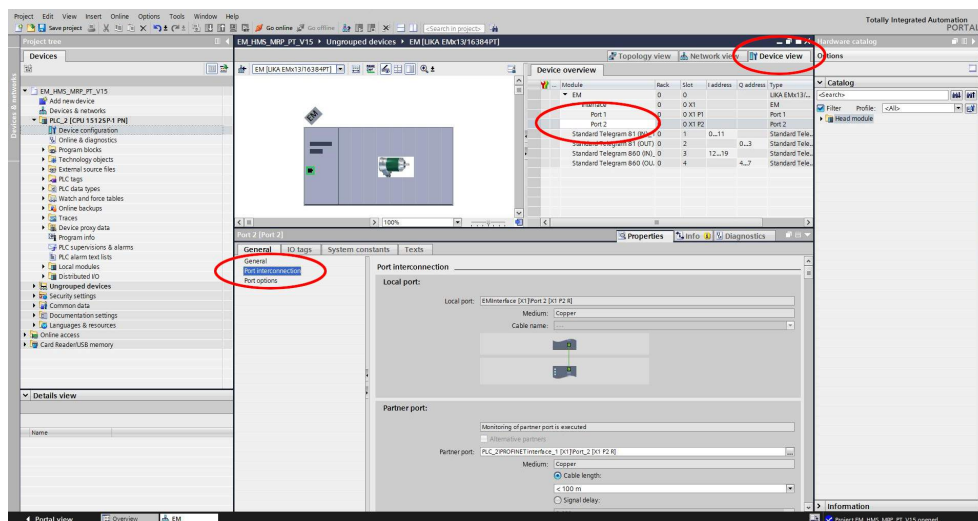 Project Edit View Insert Online Options Tools Window Help
Totally Integrated Automation
PORTAL
Save project
Go online
Go offline
<Search in project>
Project tree
EM_HMS_MRP_PT_V15 ▸ Ungrouped devices ▸ EM [LIKA EMx13/16384PT]
Hardware catalog
Devices
Topology view
Network view
Device view
Options
EM [LIKA EMx13/16384PT]
Device overview
Devices & networks
EM_HMS_MRP_PT_V15
Add new device
Devices & networks
PLC_2 [CPU 1512SP-1 PN]
Device configuration
Online & diagnostics
Program blocks
Technology objects
External source files
PLC tags
PLC data types
Watch and force tables
Online backups
Traces
Device proxy data
Program info
PLC supervisions & alarms
PLC alarm text lists
Local modules
Distributed I/O
Ungrouped devices
Security settings
Common data
Documentation settings
Languages & resources
Online access
Card Reader/USB memory
EM
100%
... Module Rack Slot I address Q address Type
EM 0 0 LIKA EMx13/...
Interface 0 0 X1 EM
Port 1 0 0 X1 P1 Port 1
Port 2 0 0 X1 P2 Port 2
Standard Telegram 81 (IN)_1 0 1 0...11 Standard Tele..
Standard Telegram 81 (OUT) 0 2 0...3 Standard Tele..
Standard Telegram 860 (IN)_ 0 3 12...19 Standard Tele..
Standard Telegram 860 (OU. 0 4 4...7 Standard Tele..
Catalog
<Search>
Filter Profile: <All>
Head module
Port 2 [Port 2]
Properties
Info
Diagnostics
General IO tags System constants Texts
General
Port interconnection
Port options
Port interconnection
Local port:
Local port: EM\Interface [X1]\Port 2 [X1 P2 R]
Medium: Copper
Cable name: ---
Partner port:
Monitoring of partner port is executed
Alternative partners
Partner port: PLC_2\PROFINET interface_1 [X1]\Port_2 [X1 P2 R]
Medium: Copper
Cable length:
< 100 m
Signal delay:
Details view
Name
Information
Portal view
Overview
EM
Project EM_HMS_MRP_PT_V15 opened.